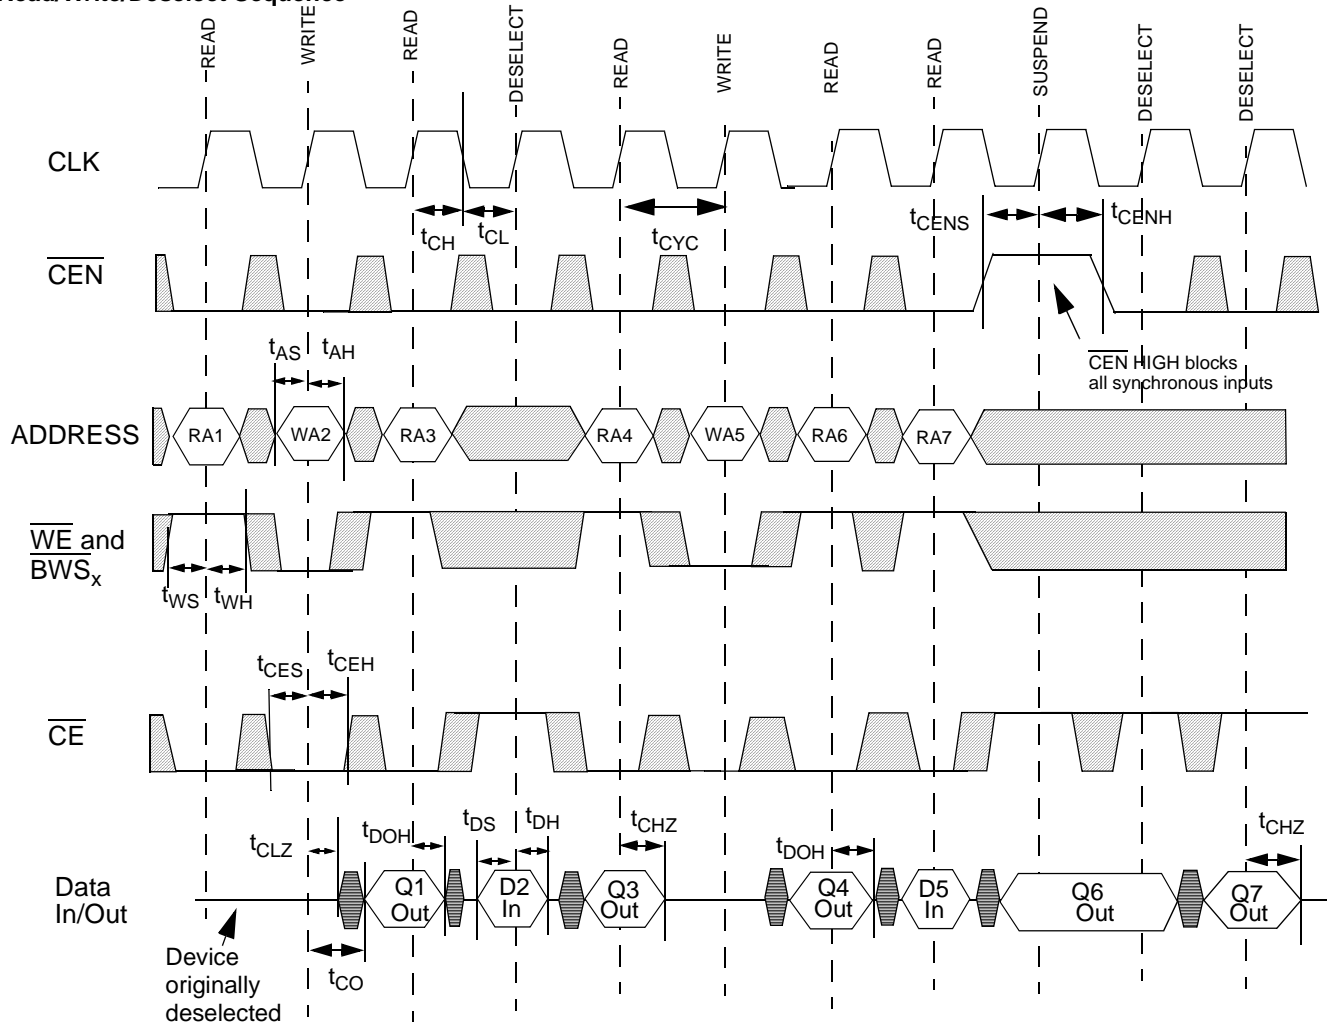 Read/Write/Deselect Sequence
READ
WRITE
READ
DESELECT
READ
WRITE
READ
READ
SUSPEND
DESELECT
DESELECT
CLK
tCH
tCL
tCYC
tCENS
tCENH
CEN
CEN HIGH blocks
all synchronous inputs
tAS
tAH
ADDRESS
RA1
WA2
RA3
RA4
WA5
RA6
RA7
WE and
BWSx
tWS
tWH
tCES
tCEH
CE
tCLZ
tDOH
tDS
tDH
tCHZ
tDOH
tCHZ
Data
In/Out
Q1
Out
D2
In
Q3
Out
Q4
Out
D5
In
Q6
Out
Q7
Out
tCO
Device
originally
deselected